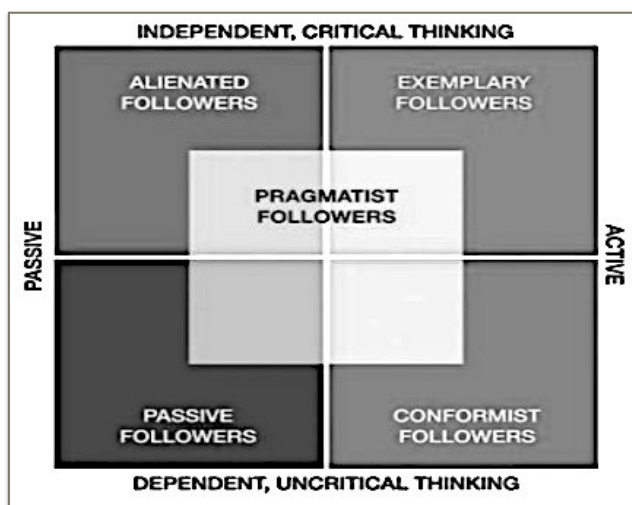 INDEPENDENT, CRITICAL THINKING
ALIENATED
FOLLOWERS
EXEMPLARY
FOLLOWERS
PRAGMATIST
FOLLOWERS
PASSIVE
ACTIVE
PASSIVE
FOLLOWERS
CONFORMIST
FOLLOWERS
DEPENDENT, UNCRITICAL THINKING